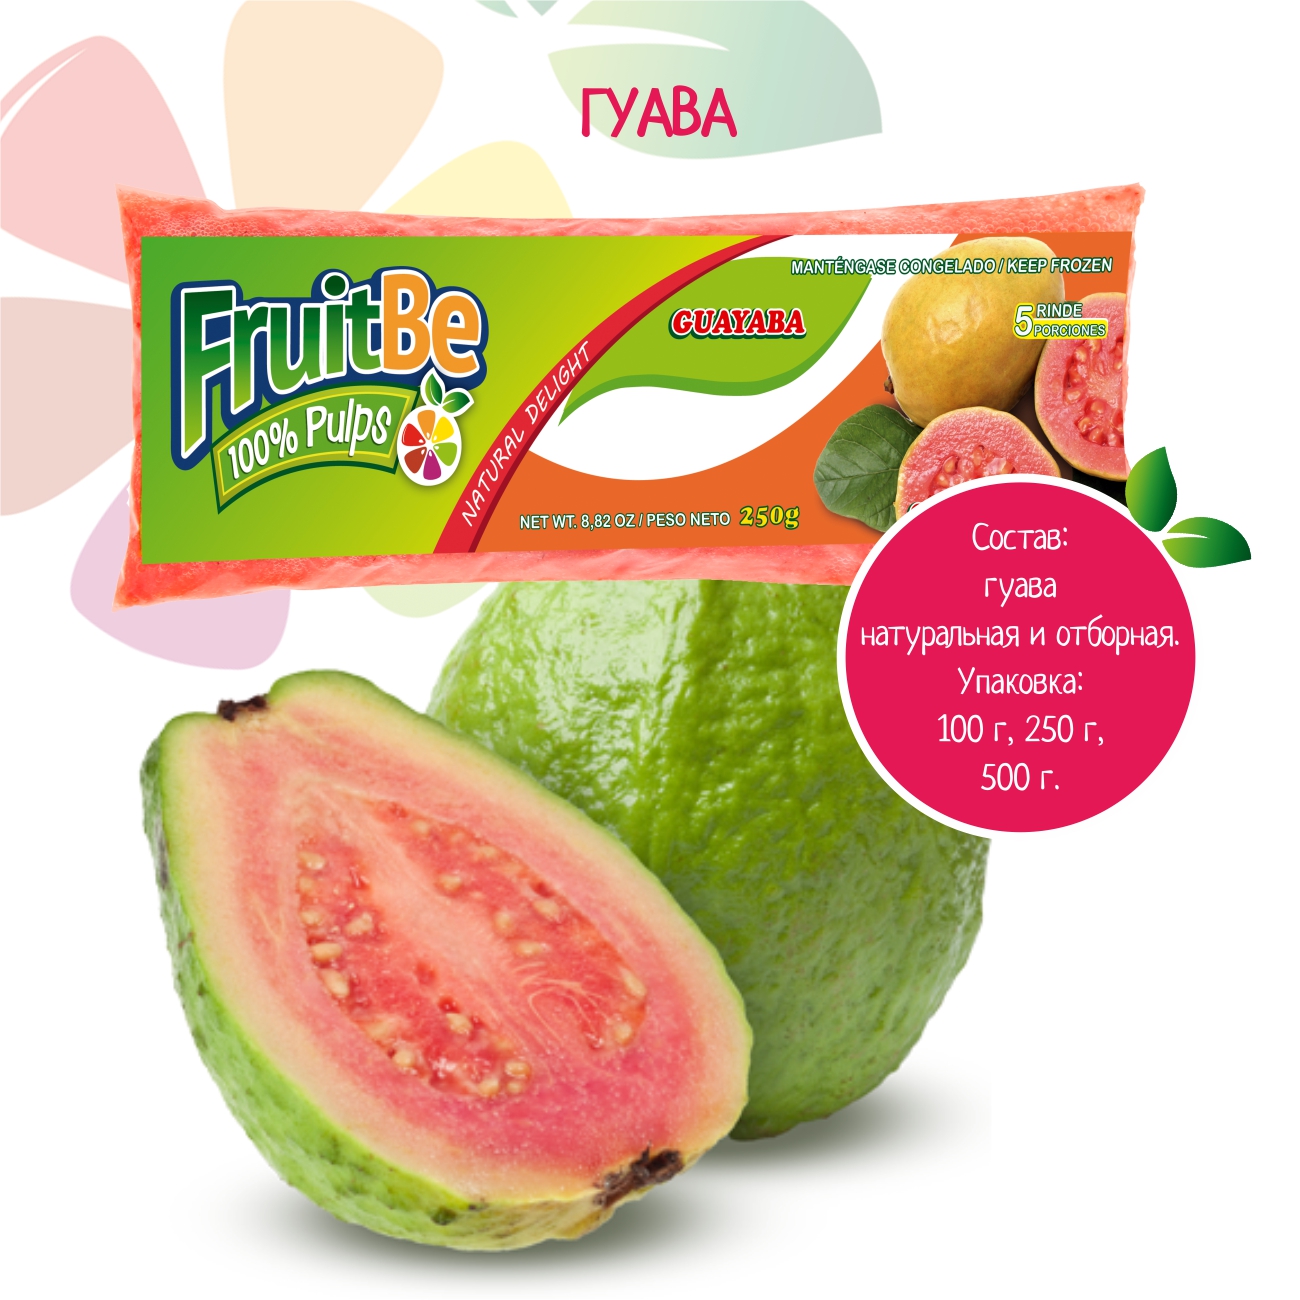 ГУАВА
MANTÉNGASE CONGELADO / KEEP FROZEN
FruitBe
100% Pulps
NATURAL DELIGHT
GUAYABA
5 RINDE
PORCIONES
NET WT. 8,82 OZ / PESO NETO 250g
Состав:
гуава
натуральная и отборная.
Упаковка:
100 г, 250 г,
500 г.